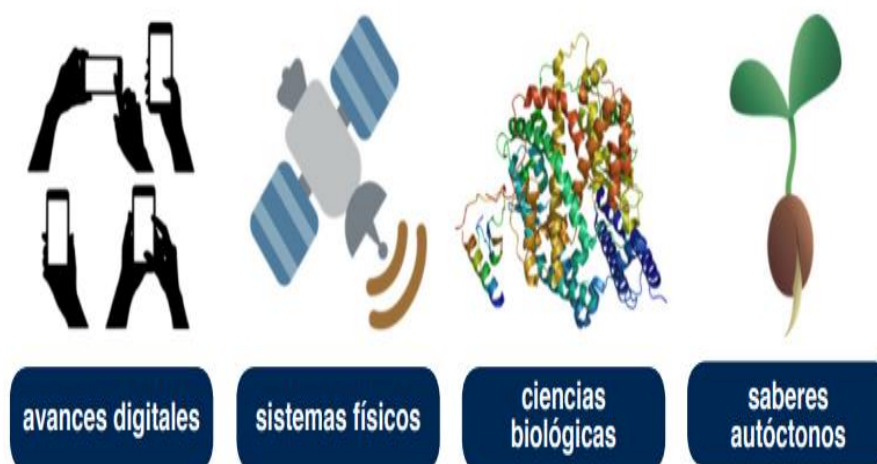 avances digitales
sistemas físicos
ciencias
biológicas
saberes
autóctonos